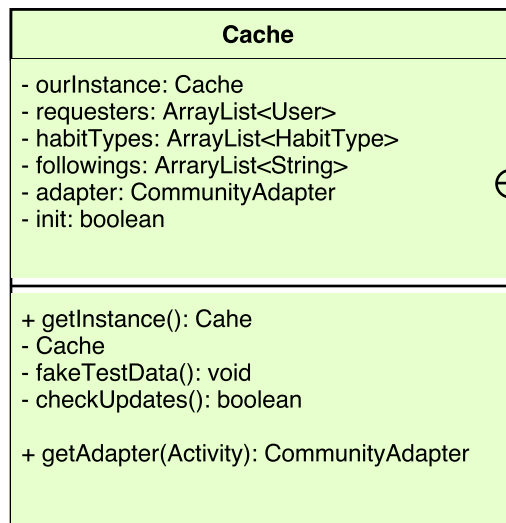 Cache
- ourInstance: Cache
- requesters: ArrayList<User>
- habitTypes: ArrayList<HabitType>
- followings: ArraryList<String>
- adapter: CommunityAdapter
- init: boolean
+ getInstance(): Cahe
- Cache
- fakeTestData(): void
- checkUpdates(): boolean
+ getAdapter(Activity): CommunityAdapter